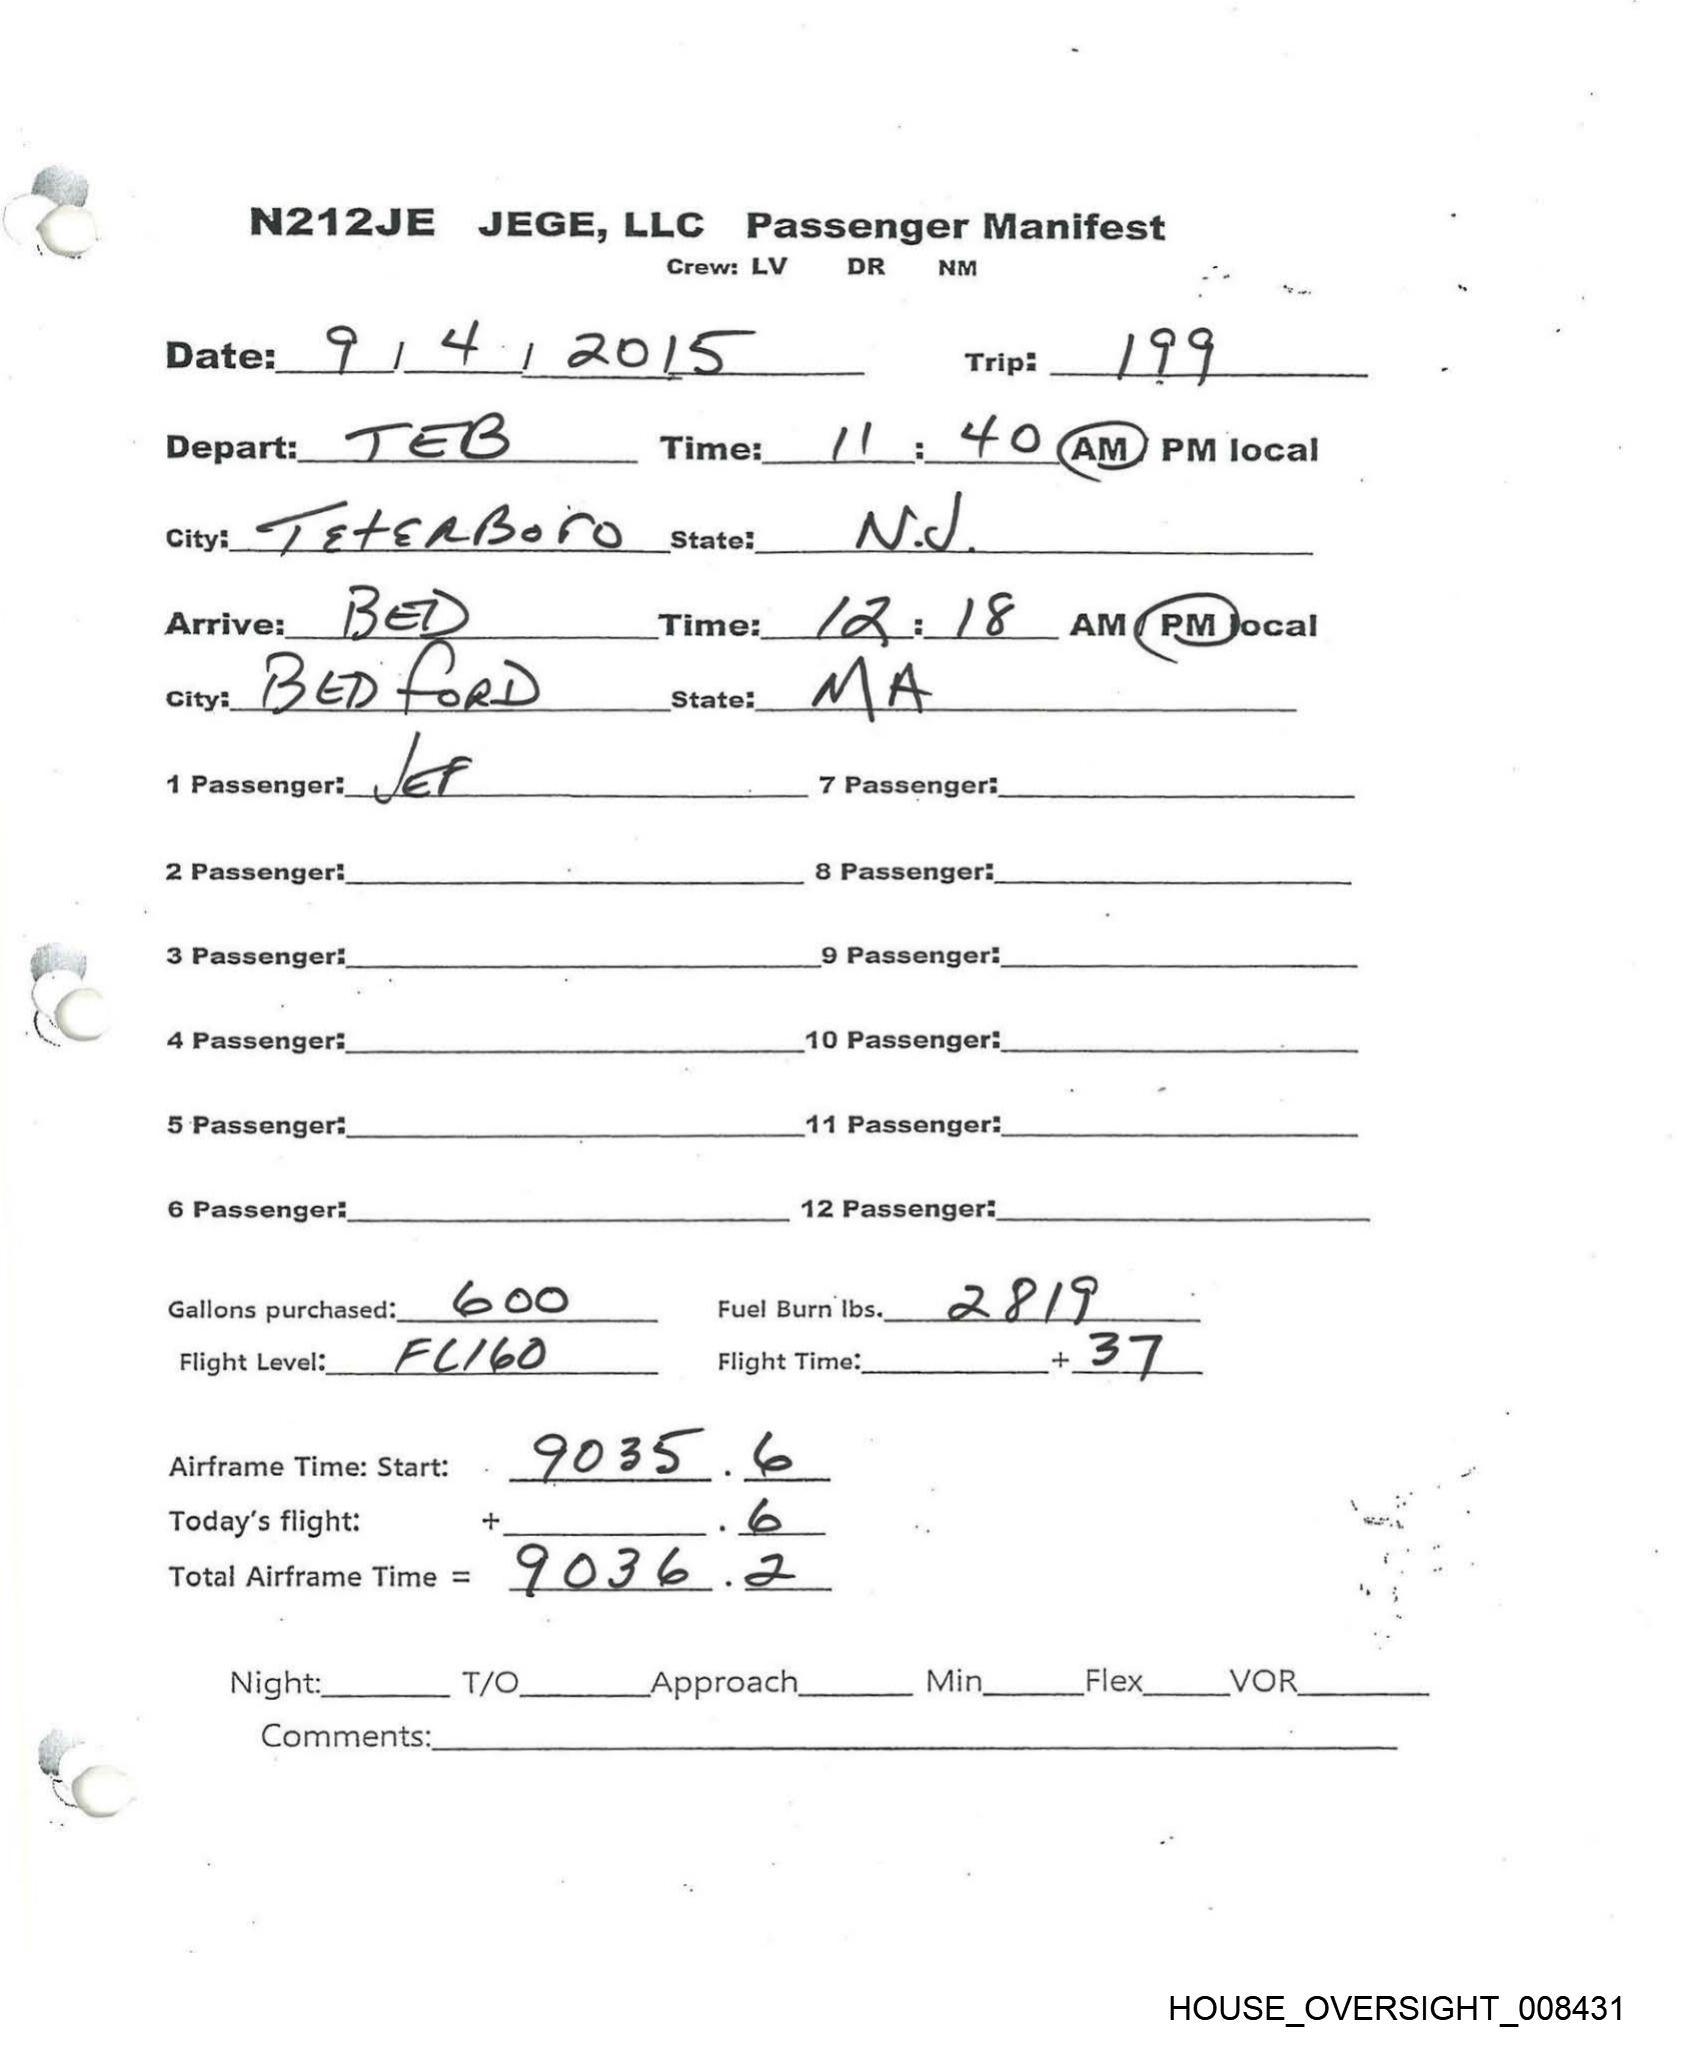 N212JE JEGE, LLC Passenger Manifest
Crew: LV DR NM
Date: 9 / 4 / 2015 Trip: 199
Depart: TEB Time: 11 : 40 AM / PM local
City: TETERBORO State: N.J.
Arrive: BED Time: 12 : 18 AM / PM local
City: BEDFORD State: MA
1 Passenger: JEF 7 Passenger:
2 Passenger: 8 Passenger:
3 Passenger: 9 Passenger:
4 Passenger: 10 Passenger:
5 Passenger: 11 Passenger:
6 Passenger: 12 Passenger:
Gallons purchased: 600 Fuel Burn lbs. 2819
Flight Level: FL160 Flight Time: + 37
Airframe Time: Start: 9035 . 6
Today's flight: + . 6
Total Airframe Time = 9036 . 2
Night: T/O Approach Min Flex VOR
Comments:
HOUSE_OVERSIGHT_008431